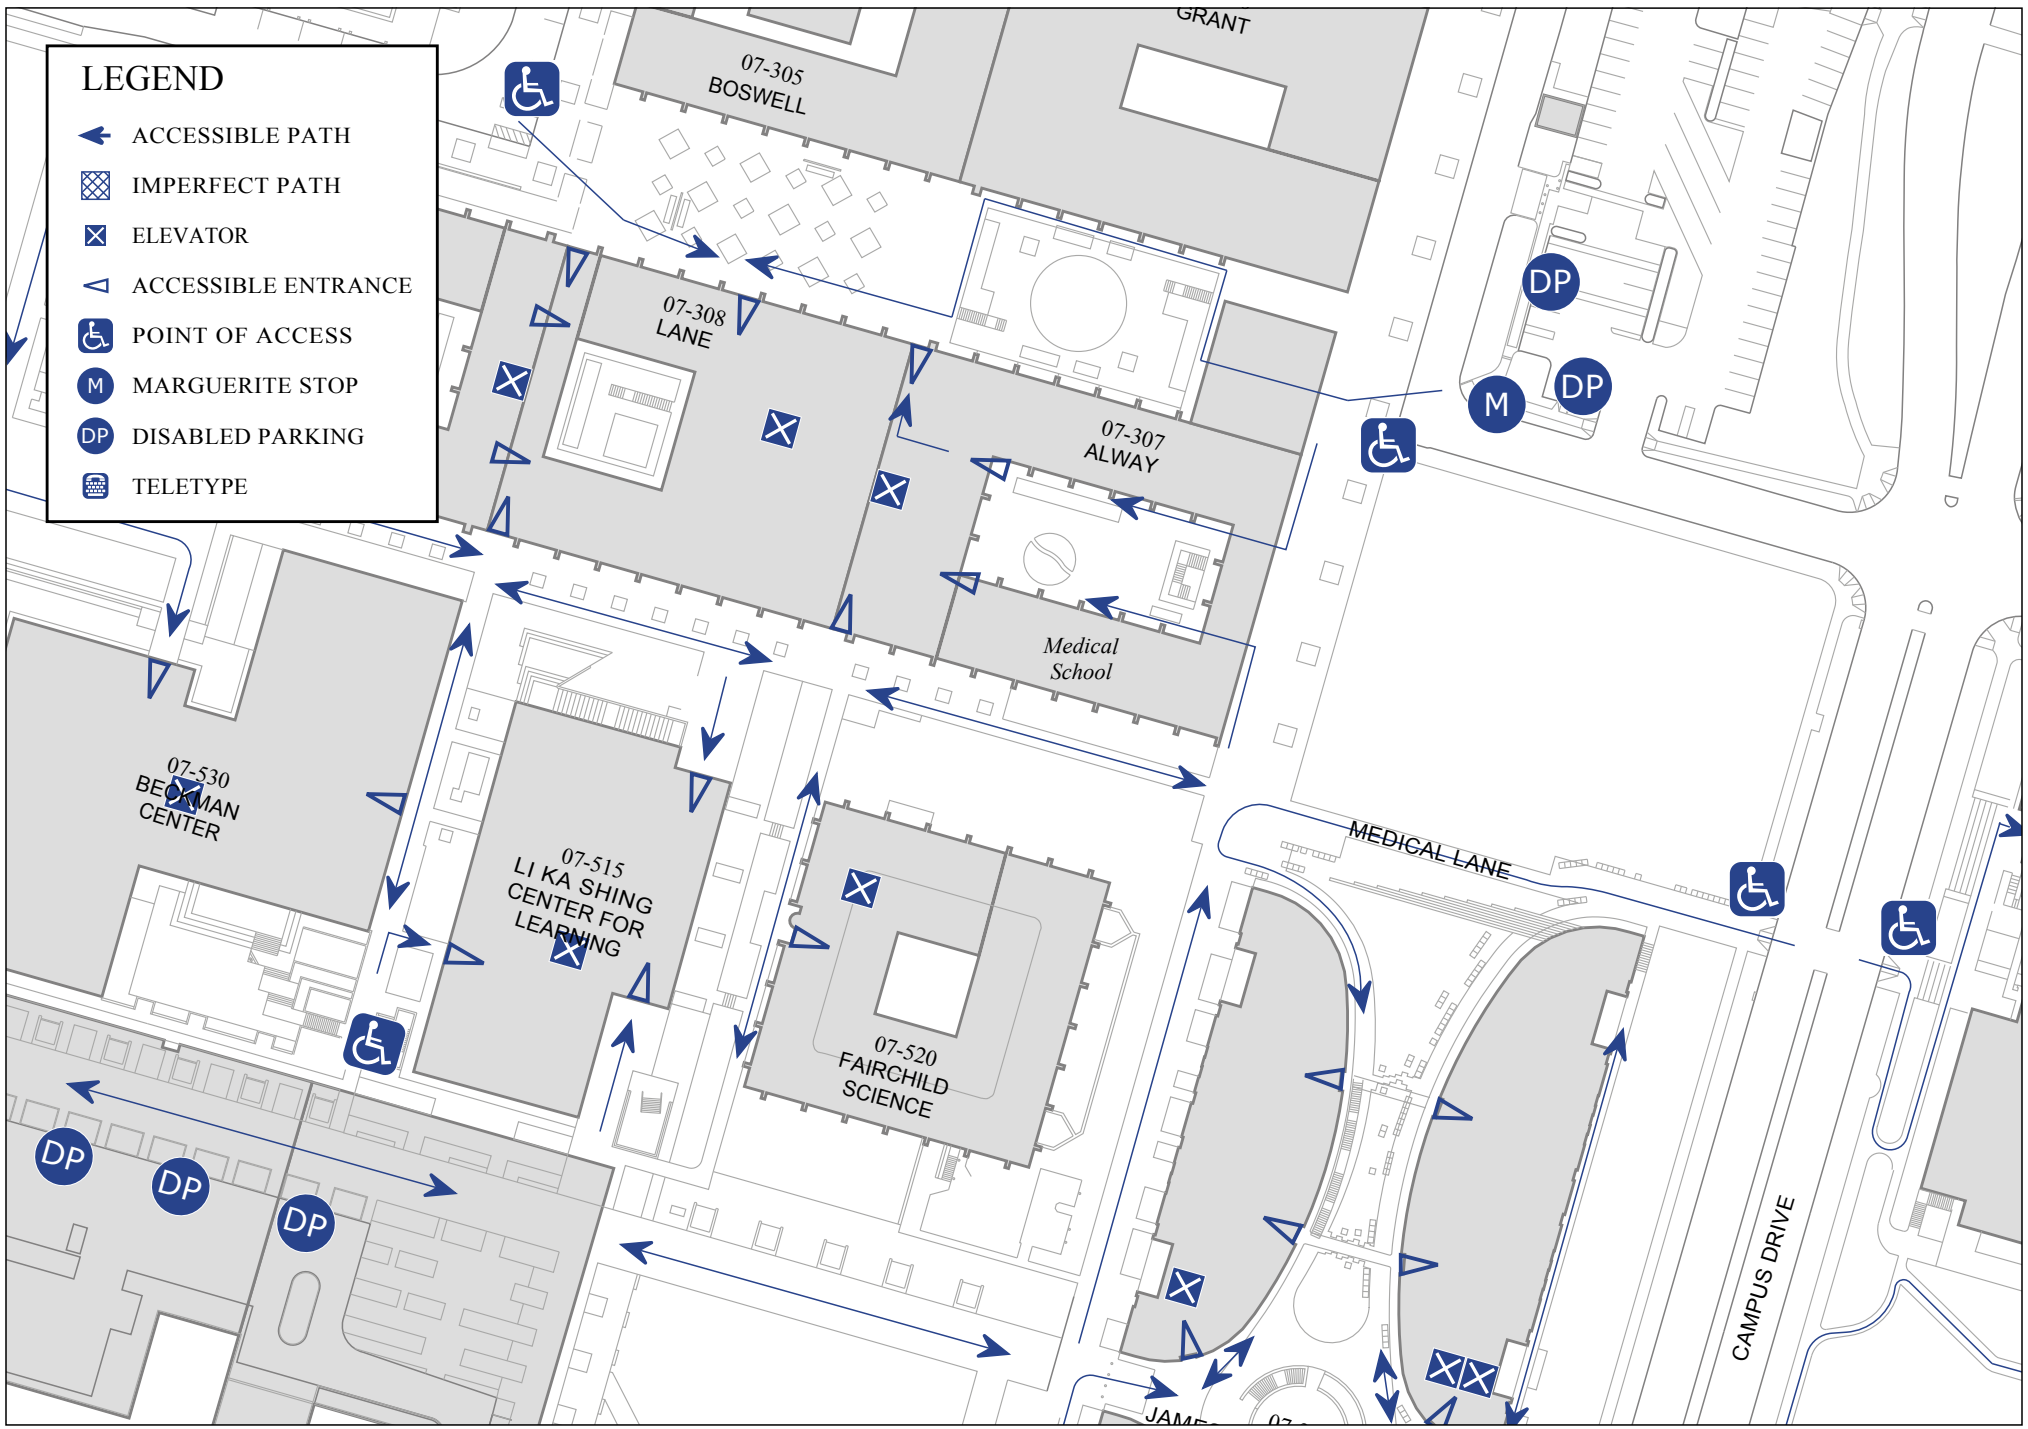 LEGEND
ACCESSIBLE PATH
IMPERFECT PATH
ELEVATOR
ACCESSIBLE ENTRANCE
POINT OF ACCESS
M MARGUERITE STOP
DP DISABLED PARKING
TELETYPE
GRANT
07-305
BOSWELL
07-308
LANE
07-307
ALWAY
DP
DP
M
Medical
School
07-530
BECKMAN
CENTER
07-515
LI KA SHING
CENTER FOR
LEARNING
07-520
FAIRCHILD
SCIENCE
MEDICAL LANE
CAMPUS DRIVE
DP
DP
DP